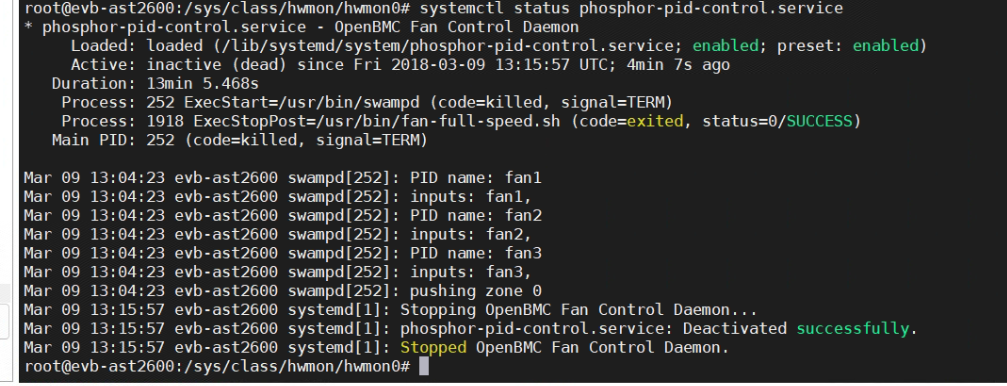 root@evb-ast2600:/sys/class/hwmon/hwmon0# systemctl status phosphor-pid-control.service
* phosphor-pid-control.service - OpenBMC Fan Control Daemon
Loaded: loaded (/lib/systemd/system/phosphor-pid-control.service; enabled; preset: enabled)
Active: inactive (dead) since Fri 2018-03-09 13:15:57 UTC; 4min 7s ago
Duration: 13min 5.468s
Process: 252 ExecStart=/usr/bin/swampd (code=killed, signal=TERM)
Process: 1918 ExecStopPost=/usr/bin/fan-full-speed.sh (code=exited, status=0/SUCCESS)
Main PID: 252 (code=killed, signal=TERM)
Mar 09 13:04:23 evb-ast2600 swampd[252]: PID name: fan1
Mar 09 13:04:23 evb-ast2600 swampd[252]: inputs: fan1,
Mar 09 13:04:23 evb-ast2600 swampd[252]: PID name: fan2
Mar 09 13:04:23 evb-ast2600 swampd[252]: inputs: fan2,
Mar 09 13:04:23 evb-ast2600 swampd[252]: PID name: fan3
Mar 09 13:04:23 evb-ast2600 swampd[252]: inputs: fan3,
Mar 09 13:04:23 evb-ast2600 swampd[252]: pushing zone 0
Mar 09 13:15:57 evb-ast2600 systemd[1]: Stopping OpenBMC Fan Control Daemon...
Mar 09 13:15:57 evb-ast2600 systemd[1]: phosphor-pid-control.service: Deactivated successfully.
Mar 09 13:15:57 evb-ast2600 systemd[1]: Stopped OpenBMC Fan Control Daemon.
root@evb-ast2600:/sys/class/hwmon/hwmon0#